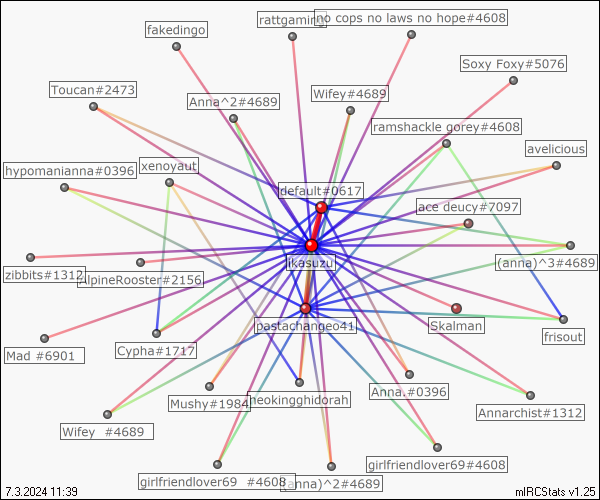 no cops no laws no hope#4608
rattgaming
fakedingo
Soxy Foxy#5076
Toucan#2473
Anna^2#4689
Wifey#4689
ramshackle gorey#4608
avelicious
xenoyaut
hypomanianna#0396
default#0617
ace deucy#7097
ikasuzu
(anna)^3#4689
zibbits#1312
AlpineRooster#2156
pastachangeo41
Skalman
frisout
Mad #6901
Cypha#1717
Anna.#0396
Mushy#1984
neokingghidorah
Annarchist#1312
Wifey #4689
girlfriendlover69#4608
girlfriendlover69 #4608
(anna)^2#4689
7.3.2024 11:39
mIRCStats v1.25